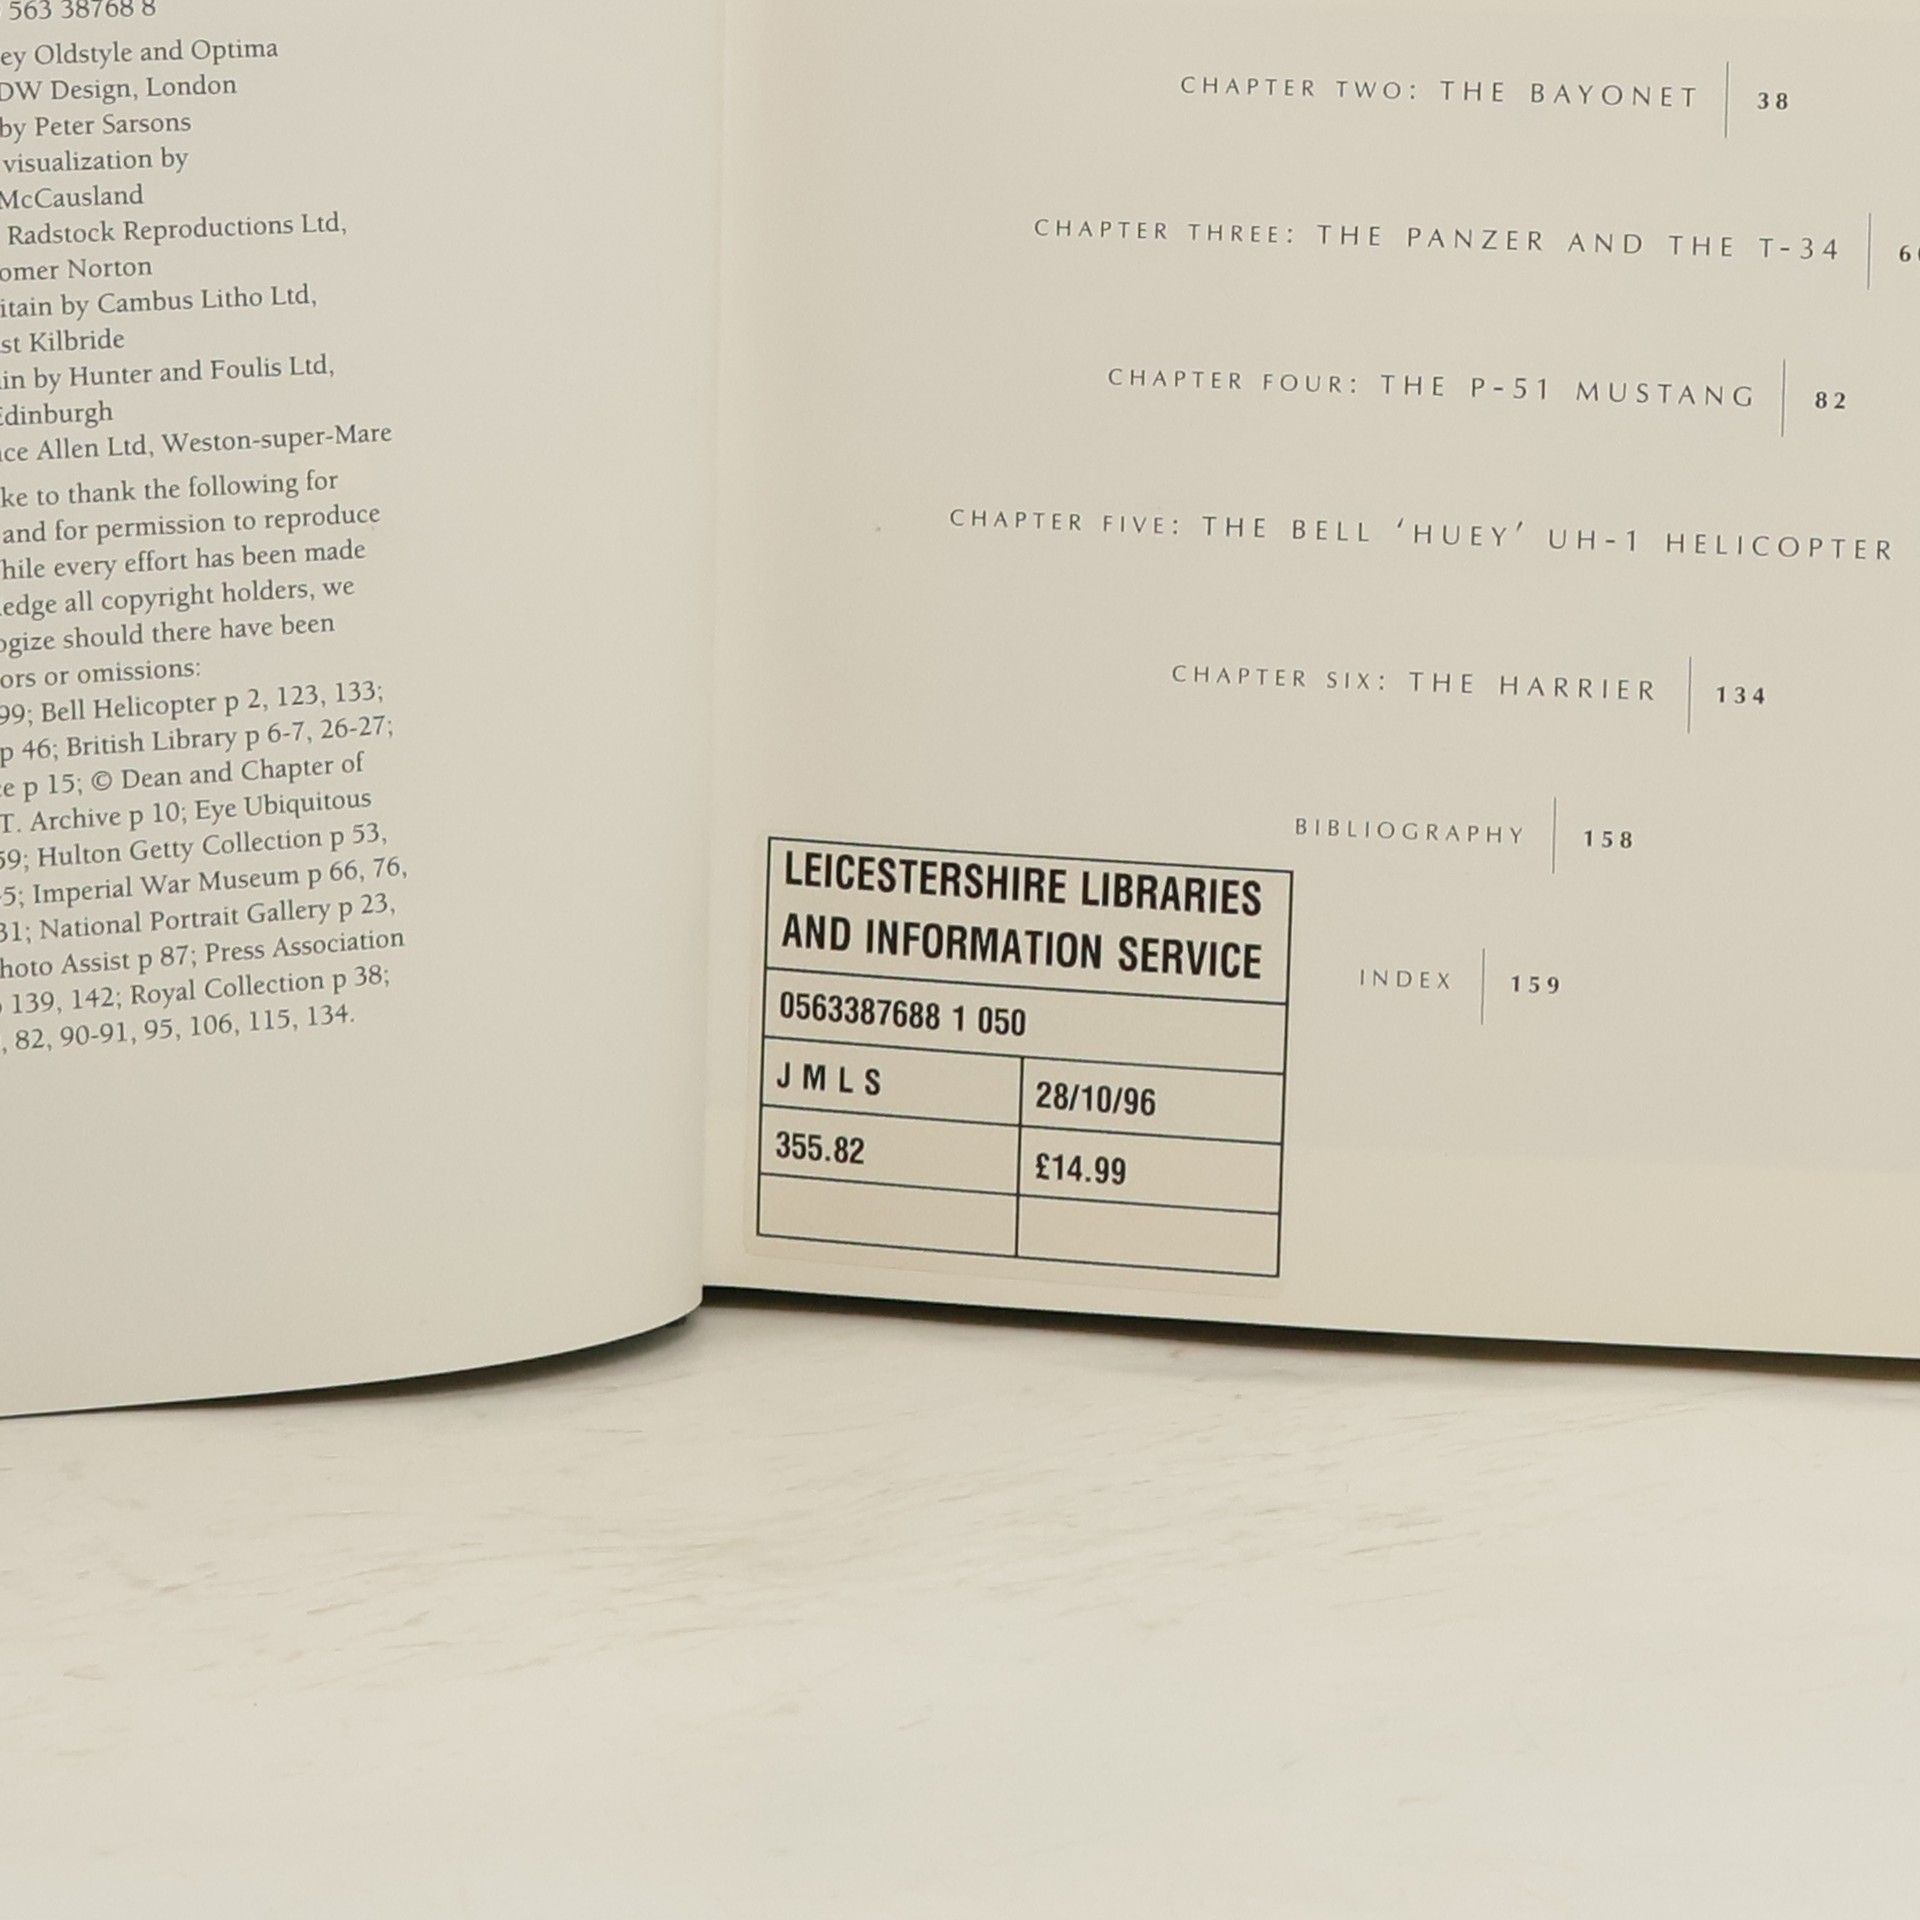 563 38768 8
ey Oldstyle and Optima
DW Design, London
by Peter Sarsons
visualization by
McCausland
Radstock Reproductions Ltd,
omer Norton
itain by Cambus Litho Ltd,
st Kilbride
in by Hunter and Foulis Ltd,
Edinburgh
ce Allen Ltd, Weston-super-Mare
ke to thank the following for
and for permission to reproduce
hile every effort has been made
edge all copyright holders, we
ogize should there have been
ors or omissions:
99; Bell Helicopter p 2, 123, 133;
p 46; British Library p 6-7, 26-27;
e p 15; © Dean and Chapter of
T. Archive p 10; Eye Ubiquitous
59; Hulton Getty Collection p 53,
5; Imperial War Museum p 66, 76,
31; National Portrait Gallery p 23,
hoto Assist p 87; Press Association
139, 142; Royal Collection p 38;
, 82, 90-91, 95, 106, 115, 134.
CHAPTER TWO: THE BAYONET 38
CHAPTER THREE: THE PANZER AND THE T-34
CHAPTER FOUR: THE P-51 MUSTANG 82
CHAPTER FIVE: THE BELL ‘HUEY’ UH-1 HELICOPTER
CHAPTER SIX: THE HARRIER 134
BIBLIOGRAPHY 158
INDEX 159
LEICESTERSHIRE LIBRARIES
AND INFORMATION SERVICE
0563387688 1 050
J M L S 28/10/96
355.82 £14.99